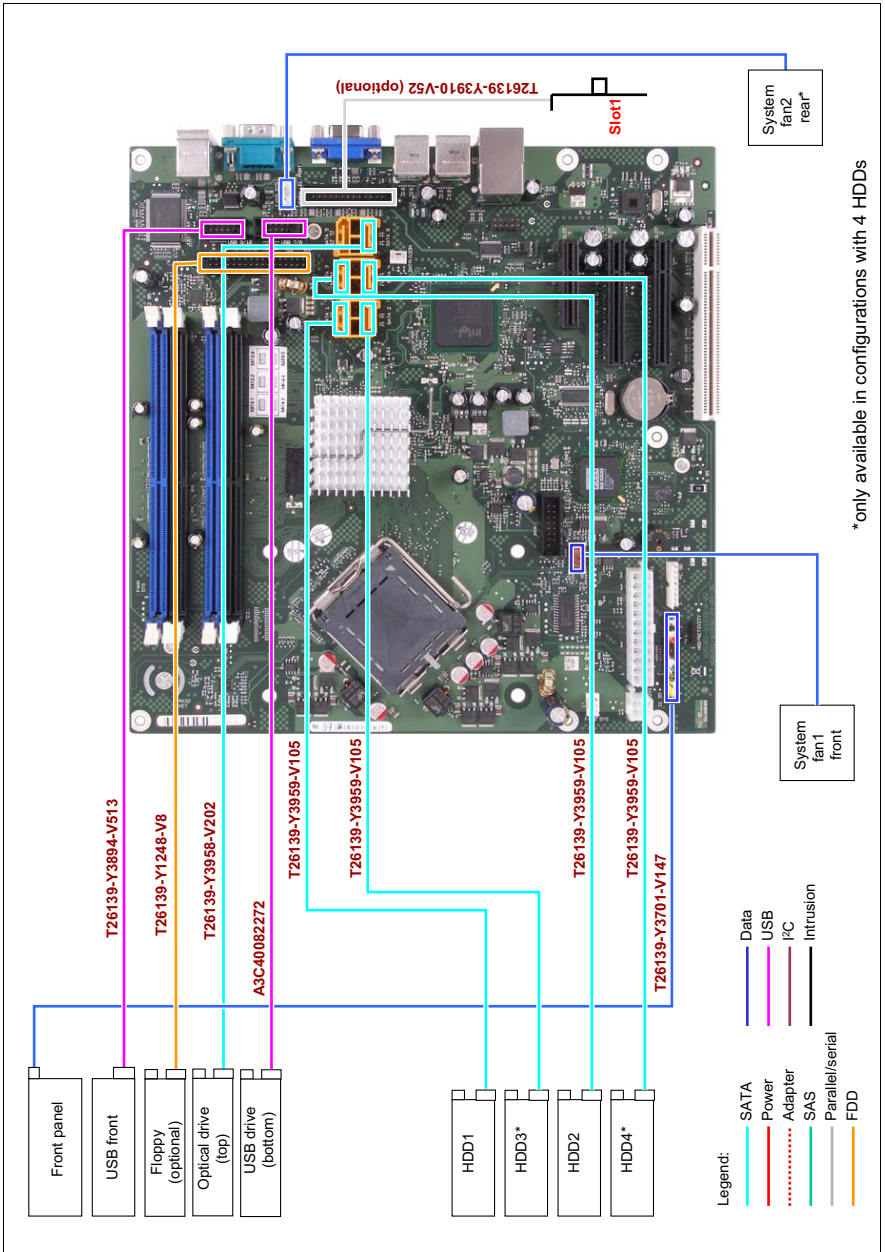 System
fan2
rear*
T26139-Y3910-V52 (optional)
Slot1
*only available in configurations with 4 HDDs
System
fan1
front
T26139-Y3894-V513
T26139-Y1248-V8
T26139-Y3958-V202
A3C40082272
T26139-Y3959-V105
T26139-Y3959-V105
T26139-Y3959-V105
T26139-Y3959-V105
T26139-Y3701-V147
Front panel
USB front
Floppy
(optional)
Optical drive
(top)
USB drive
(bottom)
HDD1
HDD3*
HDD2
HDD4*
Legend:
SATA
Power
Adapter
SAS
Parallel/serial
FDD
Data
USB
I²C
Intrusion
intel